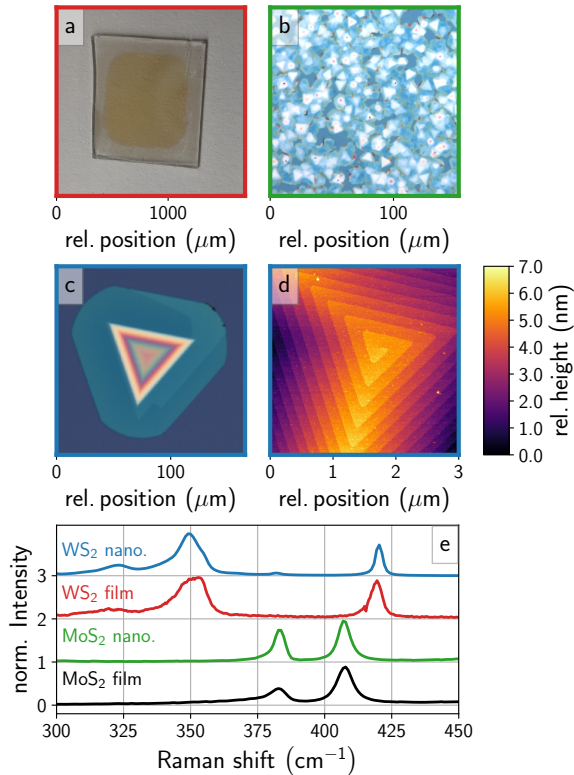 a
b
0
1000
0
100
rel. position (μm)
rel. position (μm)
c
d
7.0
6.0
5.0
4.0
3.0
2.0
1.0
0.0
rel. height (nm)
0
100
0
1
2
3
rel. position (μm)
rel. position (μm)
e
WS₂ nano.
3
WS₂ film
2
MoS₂ nano.
1
MoS₂ film
0
norm. Intensity
300
325
350
375
400
425
450
Raman shift (cm⁻¹)